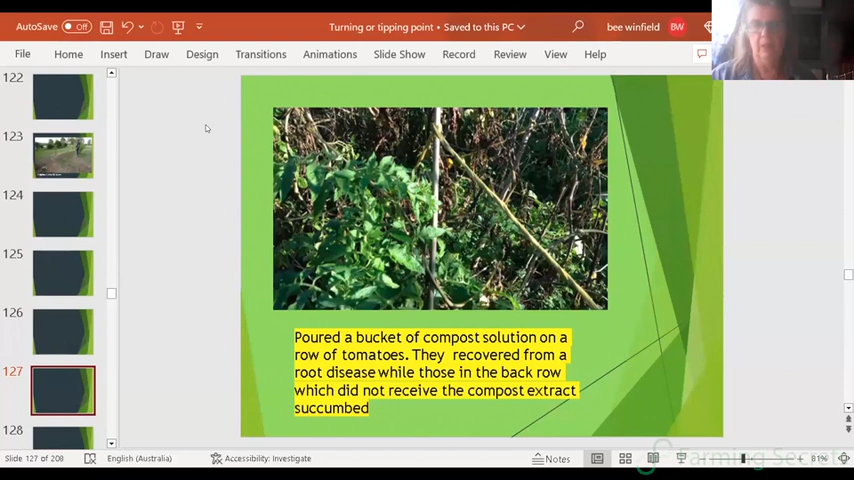 AutoSave Off Turning or tipping point • Saved to this PC bee winfield BW
File Home Insert Draw Design Transitions Animations Slide Show Record Review View Help
122
123
124
125
126
127
128
Poured a bucket of compost solution on a
row of tomatoes. They recovered from a
root disease while those in the back row
which did not receive the compost extract
succumbed
Slide 127 of 208 English (Australia) Accessibility: Investigate Notes 81%
Farming Secrets